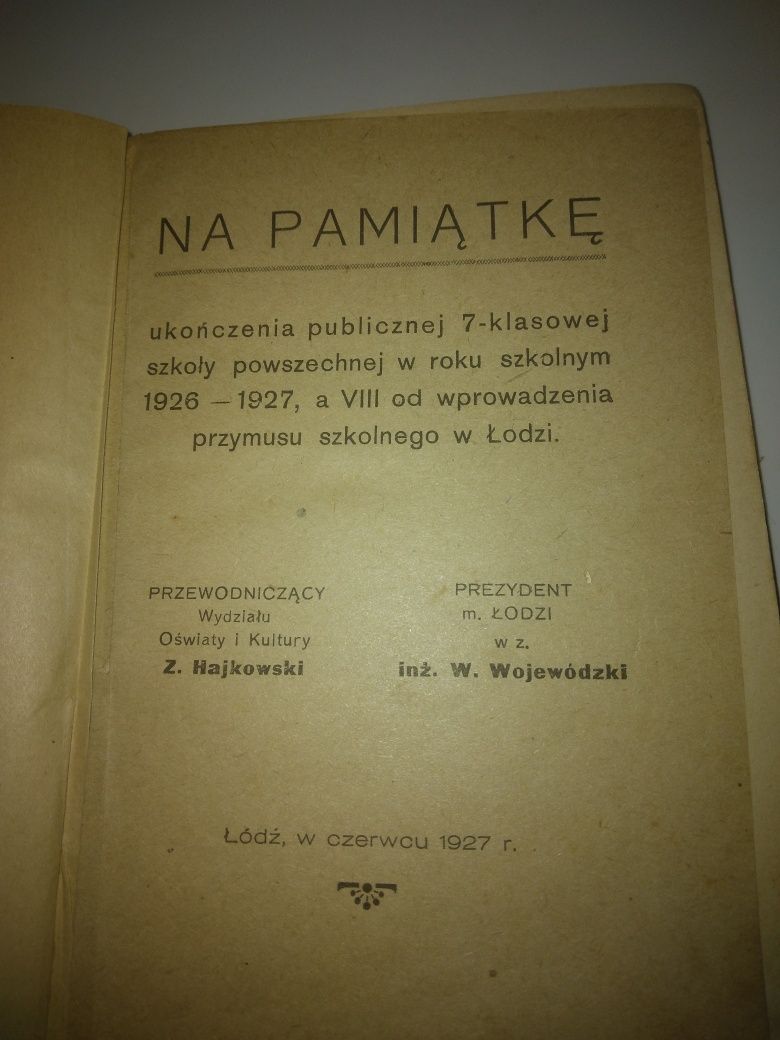 NA PAMIĄTKĘ
ukończenia publicznej 7-klasowej
szkoły powszechnej w roku szkolnym
1926 — 1927, a VIII od wprowadzenia
przymusu szkolnego w Łodzi.
PRZEWODNICZĄCY
Wydziału
Oświaty i Kultury
Z. Hajkowski
PREZYDENT
m. ŁODZI
w z.
inż. W. Wojewódzki
Łódź, w czerwcu 1927 r.